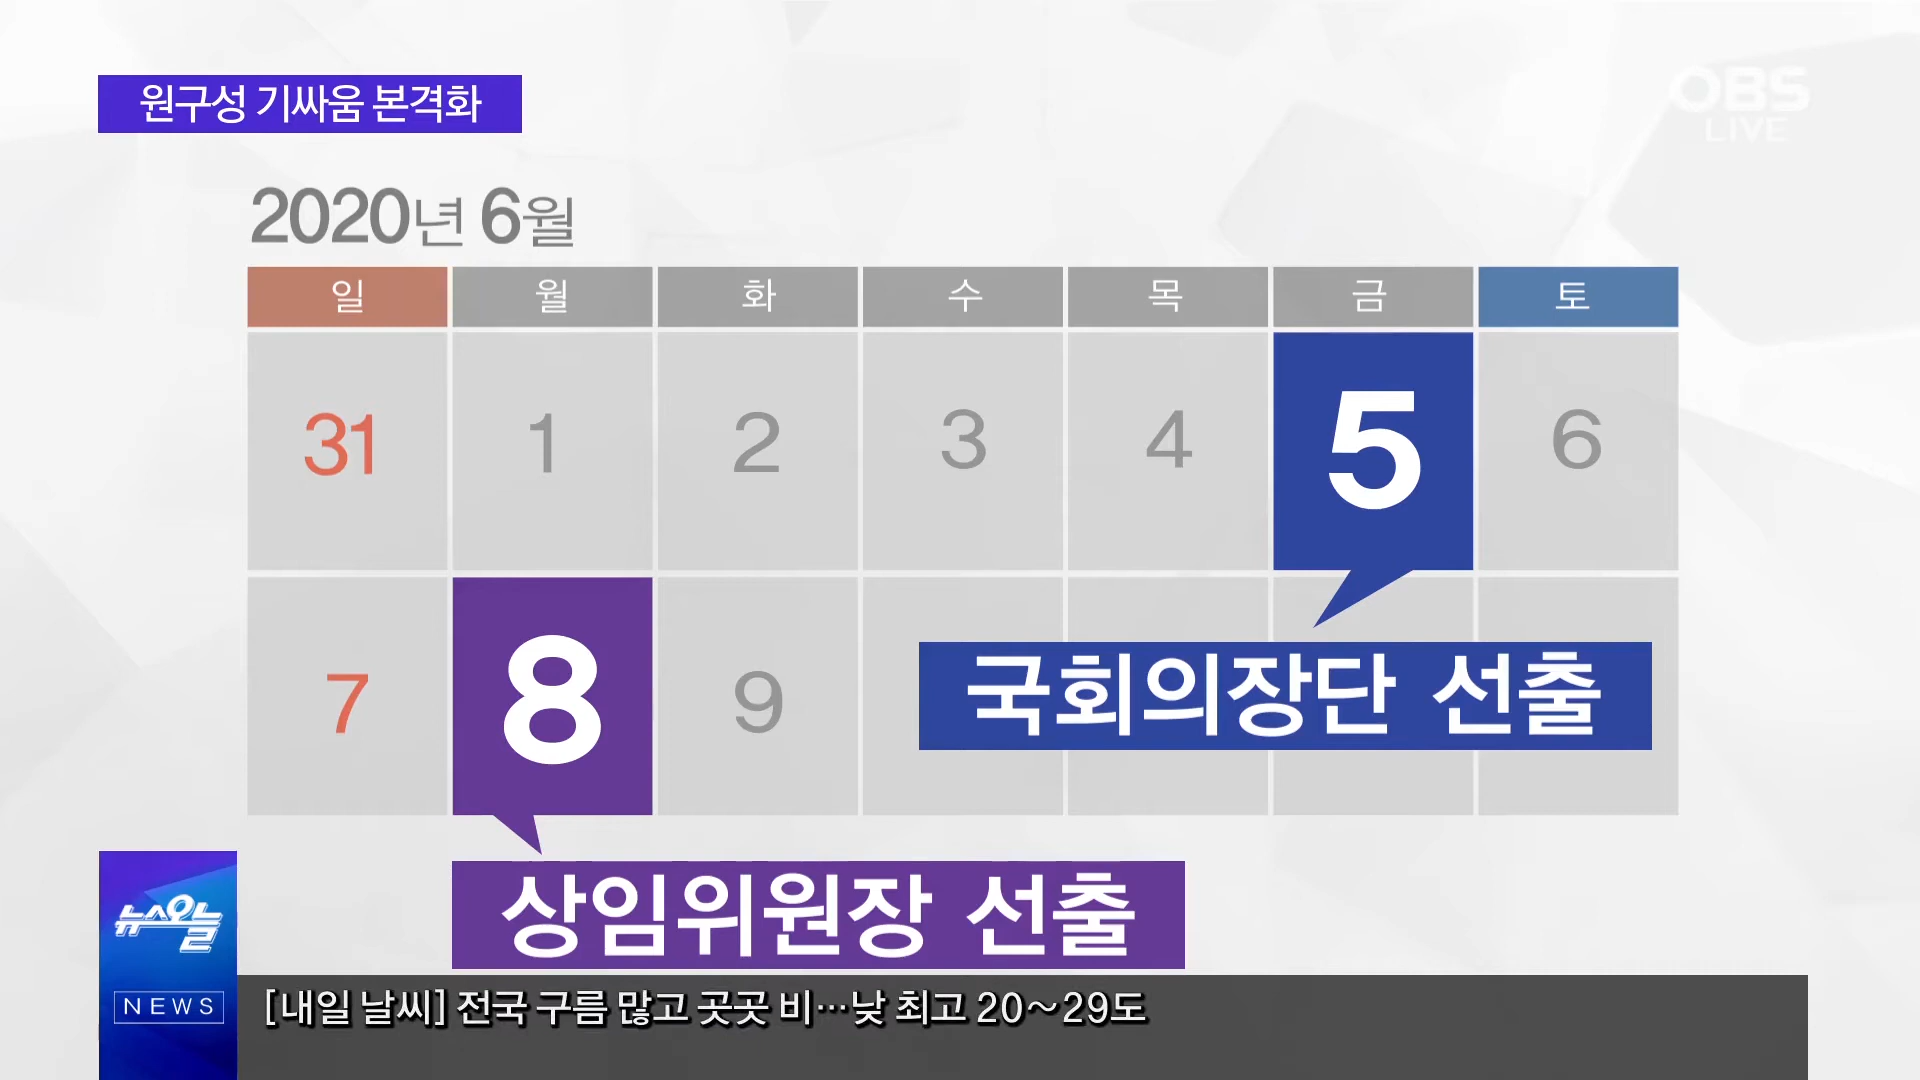 원구성 기싸움 본격화
OBS
LIVE
2020년 6월
일 월 화 수 목 금 토
31 1 2 3 4 5 6
7 8 9
국회의장단 선출
상임위원장 선출
뉴스오늘
NEWS
[내일 날씨] 전국 구름 많고 곳곳 비…낮 최고 20~29도